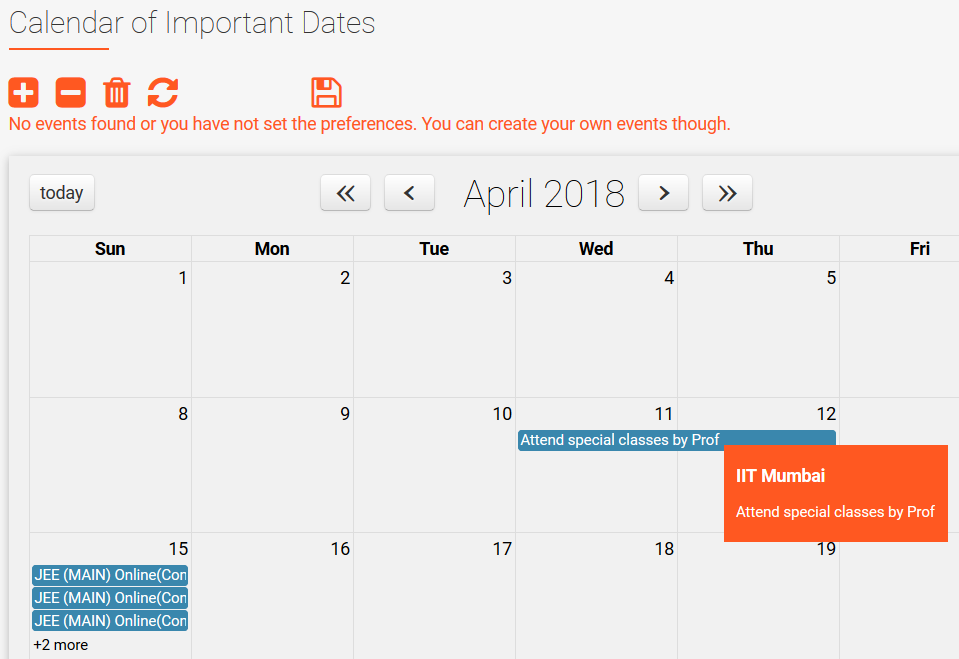 Calendar of Important Dates
No events found or you have not set the preferences. You can create your own events though.
today
April 2018
Sun Mon Tue Wed Thu Fri
1 2 3 4 5
8 9 10 11 12
Attend special classes by Prof
IIT Mumbai
Attend special classes by Prof
15 16 17 18 19
JEE (MAIN) Online(Con
JEE (MAIN) Online(Con
JEE (MAIN) Online(Con
+2 more